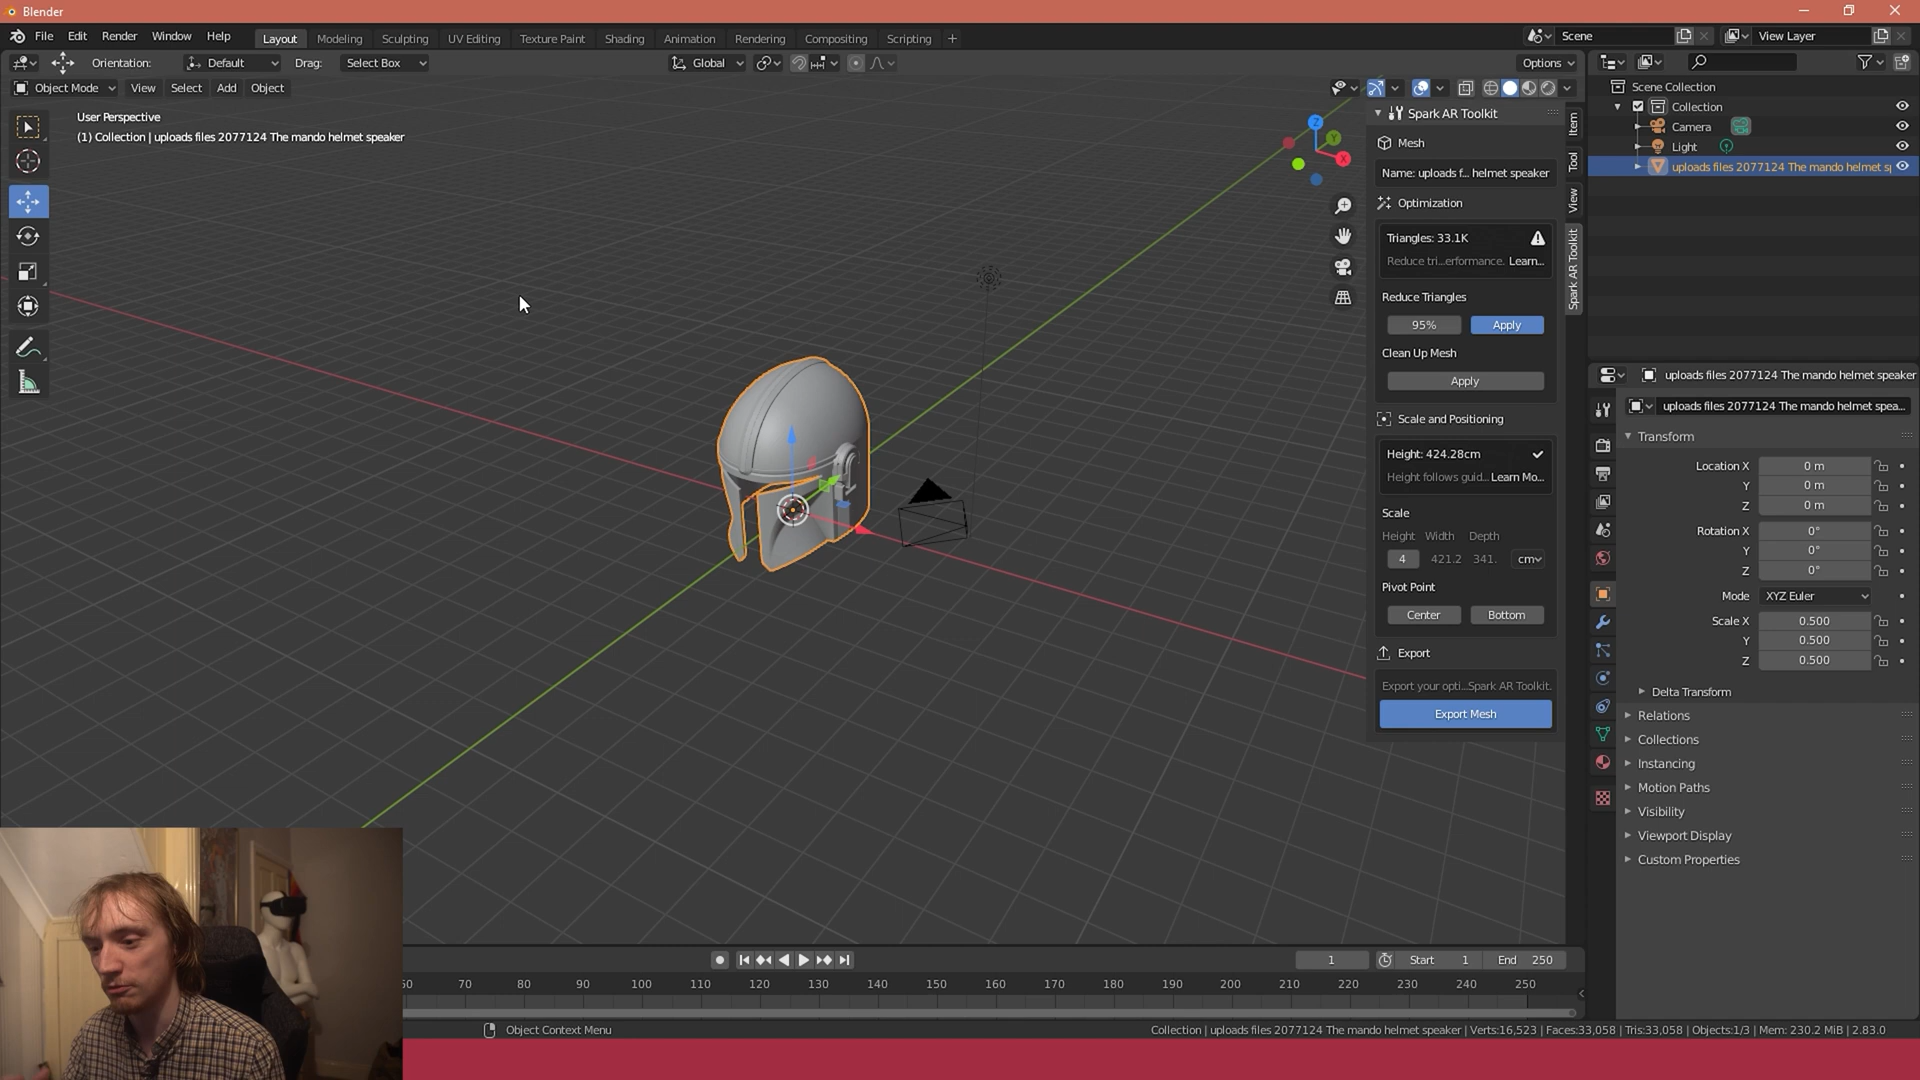 Blender
File Edit Render Window Help
Layout Modeling Sculpting UV Editing Texture Paint Shading Animation Rendering Compositing Scripting +
Scene
View Layer
Orientation: Default Drag: Select Box
Global
Options
Object Mode View Select Add Object
User Perspective
(1) Collection | uploads files 2077124 The mando helmet speaker
Z
Y
X
Spark AR Toolkit
Mesh
Name: uploads f... helmet speaker
Optimization
Triangles: 33.1K
Reduce tri...erformance. Learn...
Reduce Triangles
95% Apply
Clean Up Mesh
Apply
Scale and Positioning
Height: 424.28cm
Height follows guid... Learn Mo...
Scale
Height Width Depth
4 421.2 341. cm
Pivot Point
Center Bottom
Export
Export your opti...Spark AR Toolkit.
Export Mesh
Item
Tool
View
Spark AR Toolkit
Scene Collection
Collection
Camera
Light
uploads files 2077124 The mando helmet s
uploads files 2077124 The mando helmet speaker
uploads files 2077124 The mando helmet spea...
Transform
Location X 0 m
Y 0 m
Z 0 m
Rotation X 0°
Y 0°
Z 0°
Mode XYZ Euler
Scale X 0.500
Y 0.500
Z 0.500
Delta Transform
Relations
Collections
Instancing
Motion Paths
Visibility
Viewport Display
Custom Properties
1 Start 1 End 250
60 70 80 90 100 110 120 130 140 150 160 170 180 190 200 210 220 230 240 250
Object Context Menu
Collection | uploads files 2077124 The mando helmet speaker | Verts:16,523 | Faces:33,058 | Tris:33,058 | Objects:1/3 | Mem: 230.2 MiB | 2.83.0